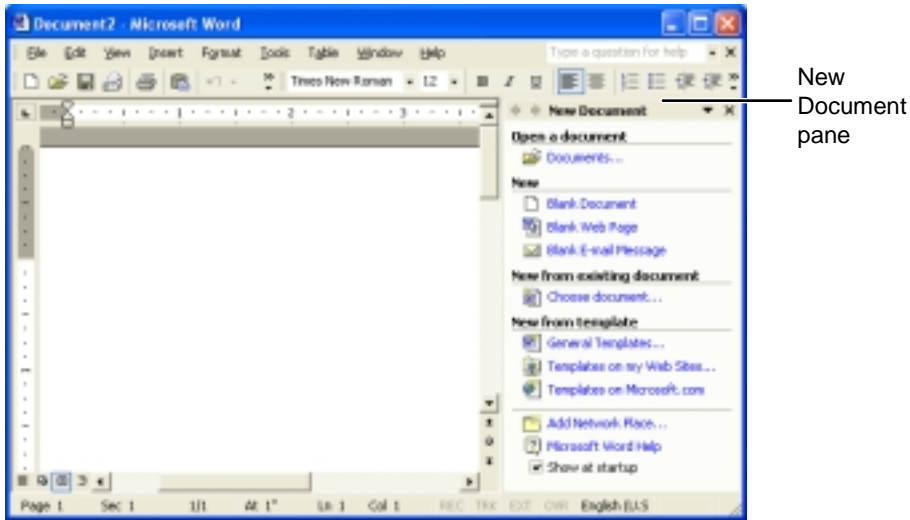 Document2 - Microsoft Word
File Edit View Insert Format Tools Table Window Help Type a question for help
Times New Roman 12 B I U
1 2 3
New Document
Open a document
Documents...
New
Blank Document
Blank Web Page
Blank E-mail Message
New from existing document
Choose document...
New from template
General Templates...
Templates on my Web Sites...
Templates on Microsoft.com
Add Network Place...
Microsoft Word Help
Show at startup
Page 1 Sec 1 1/1 At 1" Ln 1 Col 1 REC TRK EXT OVR English (U.S
New
Document
pane